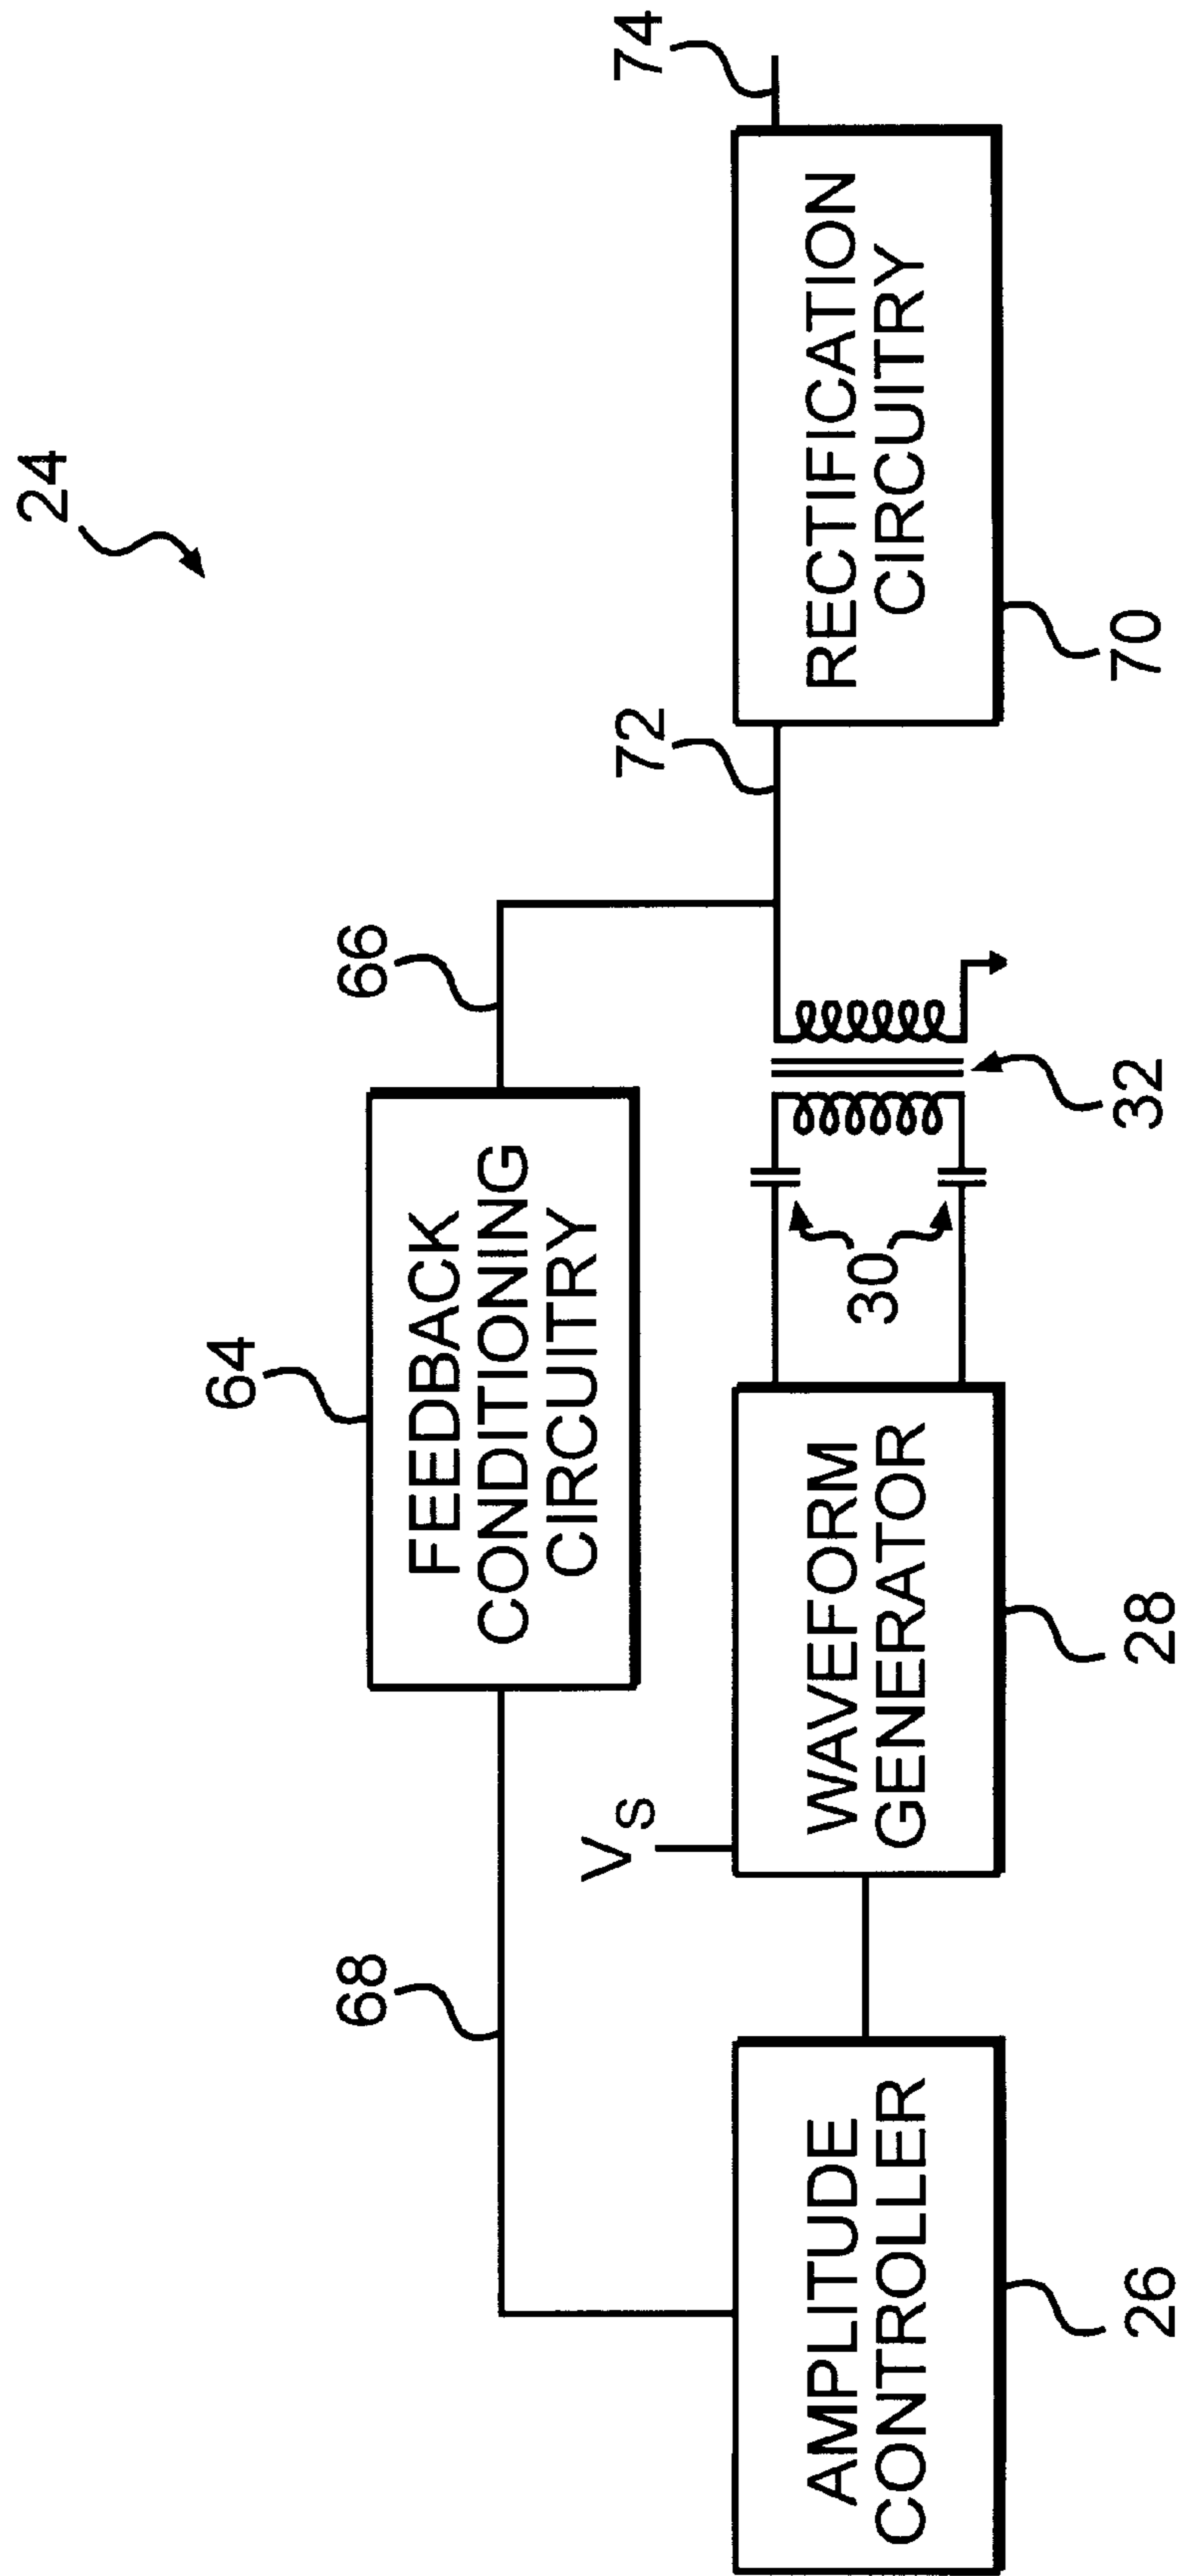 24
64
FEEDBACK
CONDITIONING
CIRCUITRY
66
68
V S
72
74
AMPLITUDE
CONTROLLER
26
WAVEFORM
GENERATOR
28
30
32
RECTIFICATION
CIRCUITRY
70